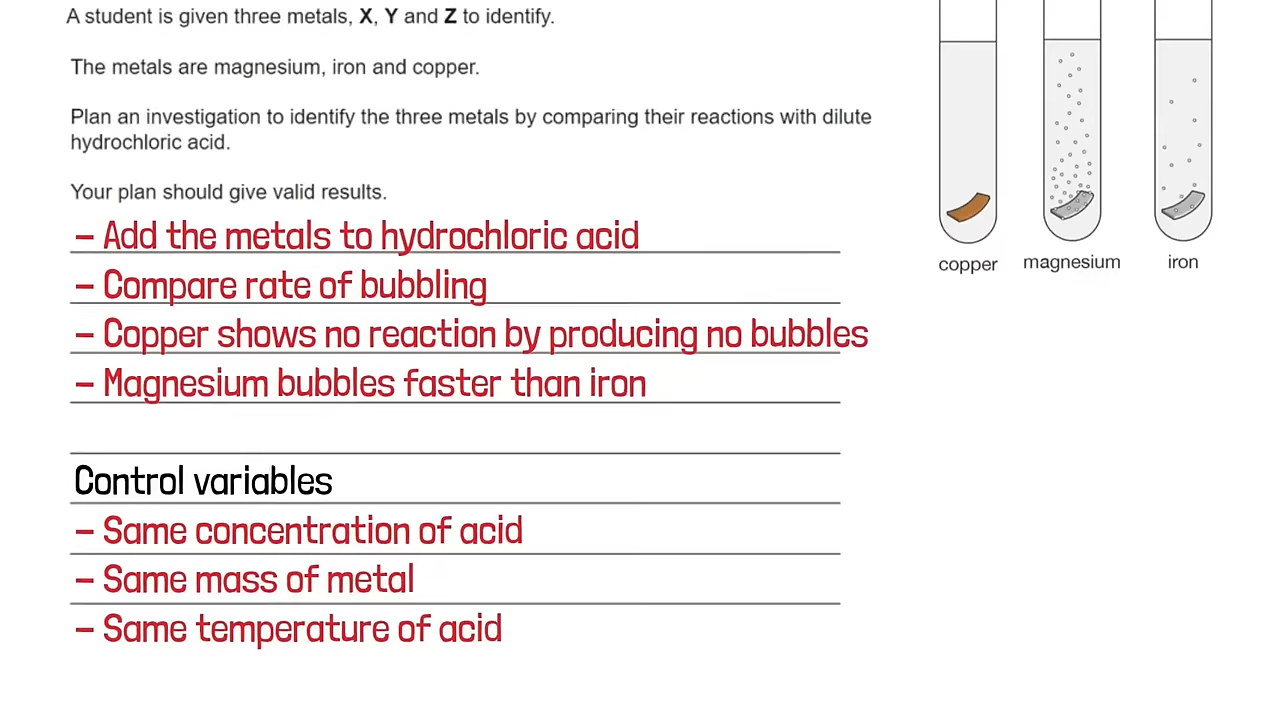 A student is given three metals, X, Y and Z to identify.
The metals are magnesium, iron and copper.
Plan an investigation to identify the three metals by comparing their reactions with dilute
hydrochloric acid.
Your plan should give valid results.
– Add the metals to hydrochloric acid
– Compare rate of bubbling
– Copper shows no reaction by producing no bubbles
– Magnesium bubbles faster than iron
Control variables
– Same concentration of acid
– Same mass of metal
– Same temperature of acid
copper magnesium iron